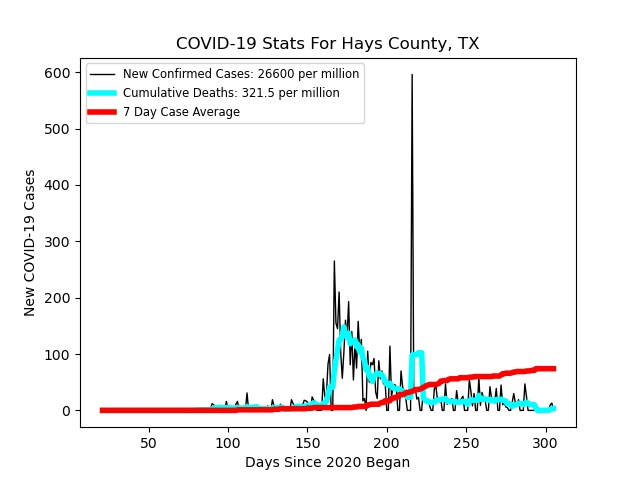 COVID-19 Stats For Hays County, TX
New Confirmed Cases: 26600 per million
Cumulative Deaths: 321.5 per million
7 Day Case Average
600
500
400
300
200
100
0
New COVID-19 Cases
50 100 150 200 250 300
Days Since 2020 Began